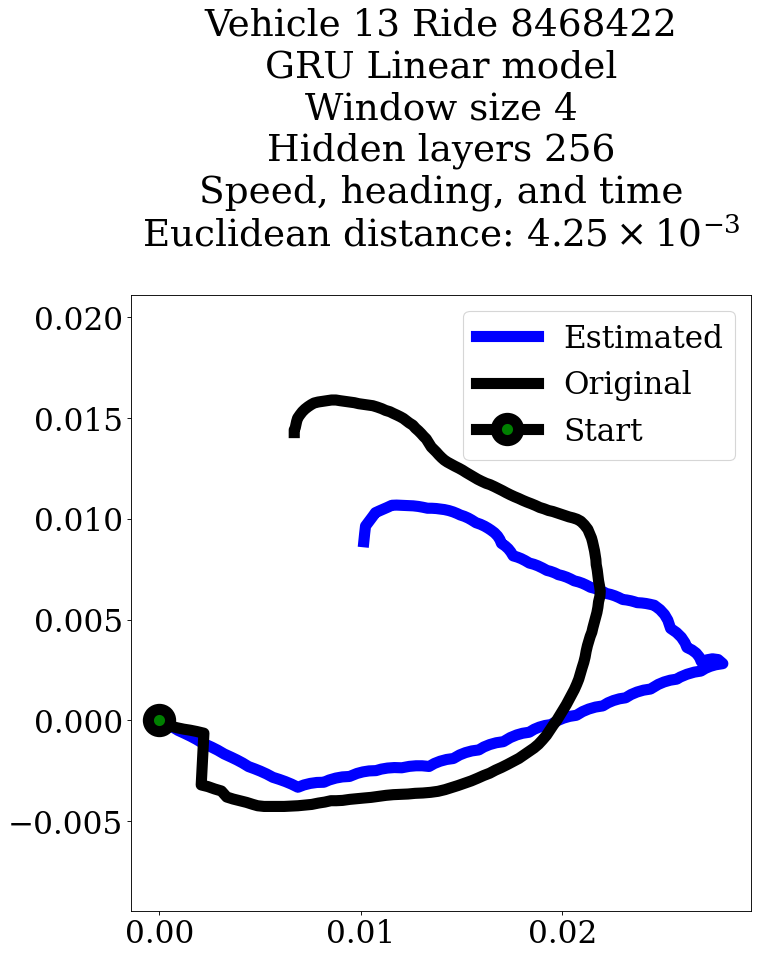 Vehicle 13 Ride 8468422
GRU Linear model
Window size 4
Hidden layers 256
Speed, heading, and time
Euclidean distance: 4.25 × 10⁻³
Estimated
Original
Start
0.020
0.015
0.010
0.005
0.000
−0.005
0.00 0.01 0.02